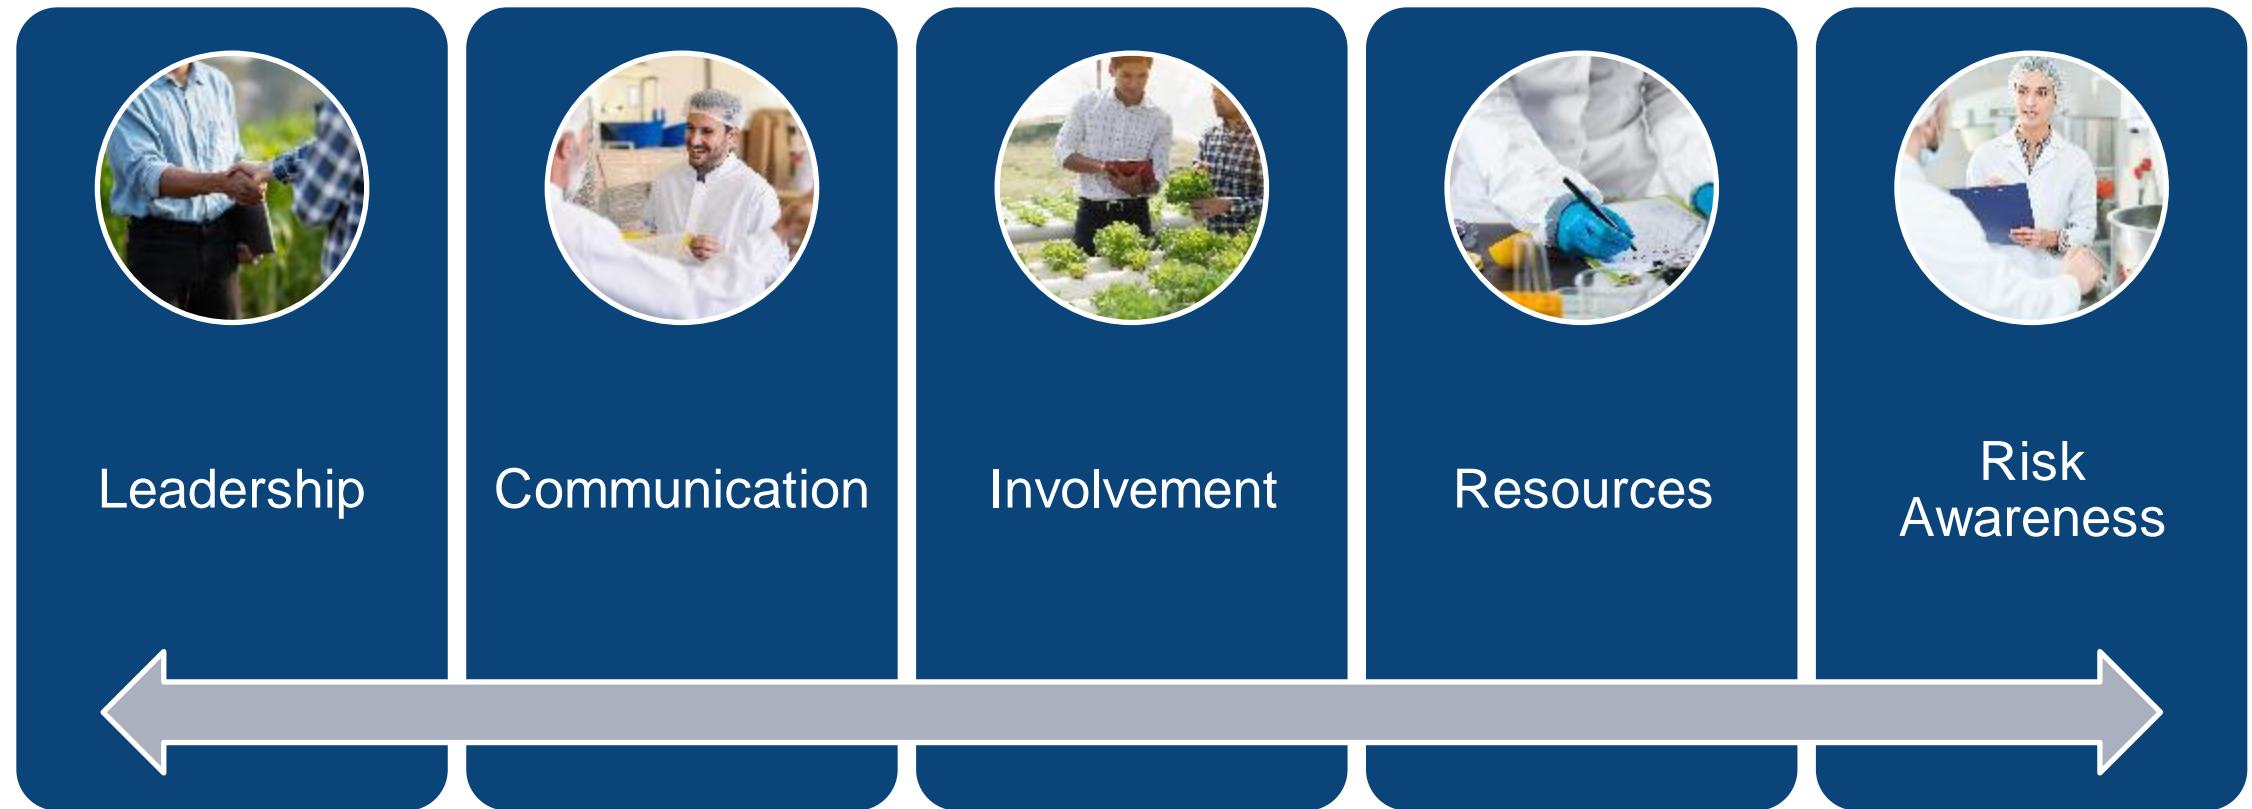 Leadership
Communication
Involvement
Resources
Risk
Awareness